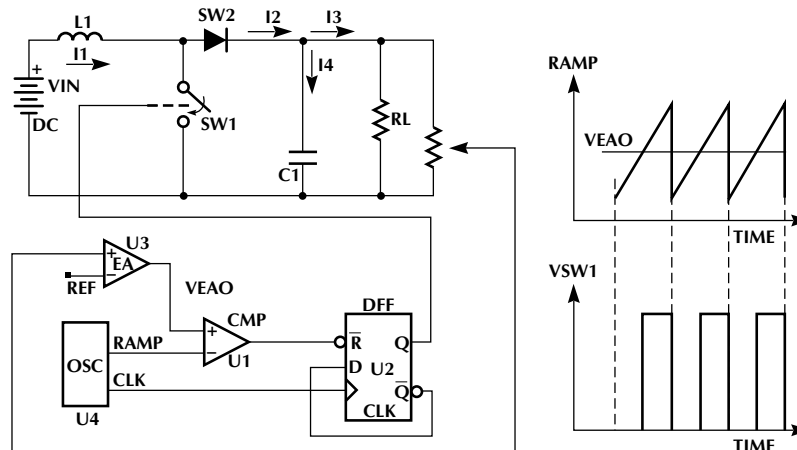 L1
SW2
I2
I3
I1
I4
+
VIN
DC
SW1
RL
C1
U3
+
EA
−
REF
VEAO
CMP
+
−
U1
OSC
RAMP
CLK
U4
DFF
R̅
Q
D
U2
Q̅
CLK
RAMP
VEAO
TIME
VSW1
TIME